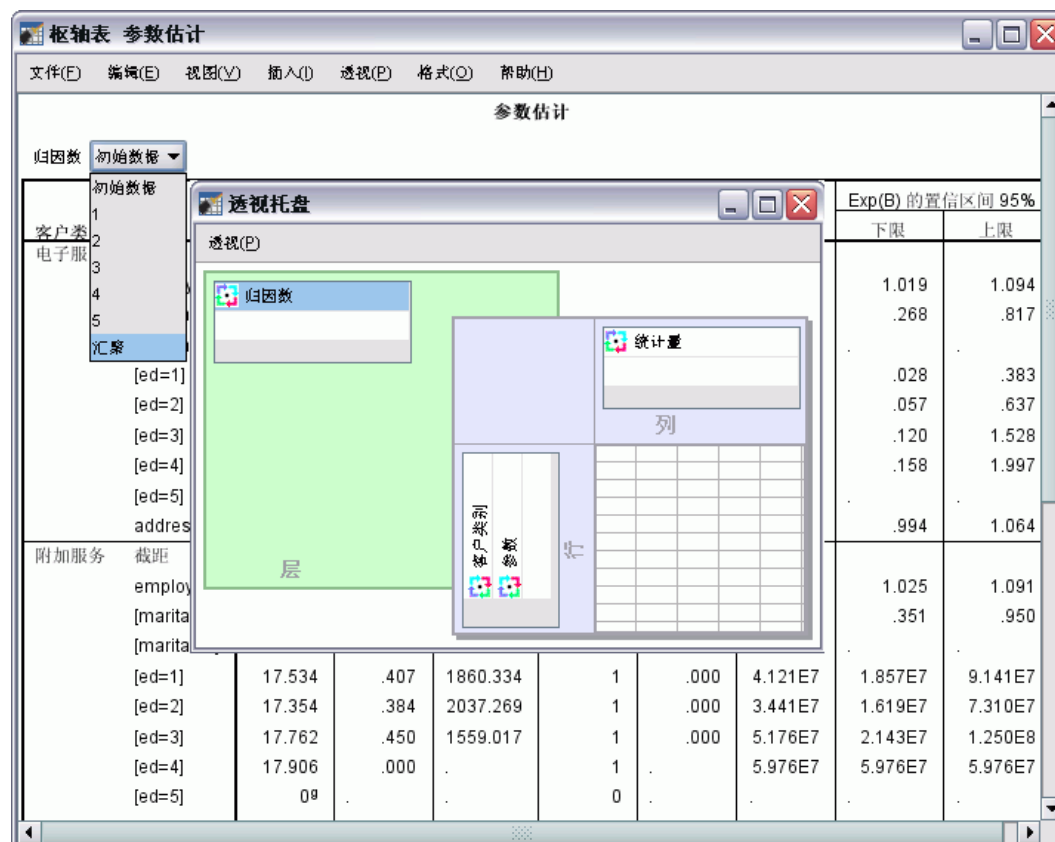 枢轴表 参数估计
文件(F) 编辑(E) 视图(V) 插入(I) 透视(P) 格式(O) 帮助(H)
参数估计
归因数 初始数据
初始数据
1
2
3
4
5
汇聚
透视托盘
透视(P)
归因数
统计量
列
客户类别
参数
行
层
Exp(B) 的置信区间 95%
客户类 下限 上限
电子服
1.019 1.094
.268 .817
. .
[ed=1] .028 .383
[ed=2] .057 .637
[ed=3] .120 1.528
[ed=4] .158 1.997
[ed=5] . .
addres .994 1.064
附加服务 截距
employ 1.025 1.091
[marita .351 .950
[marita . .
[ed=1] 17.534 .407 1860.334 1 .000 4.121E7 1.857E7 9.141E7
[ed=2] 17.354 .384 2037.269 1 .000 3.441E7 1.619E7 7.310E7
[ed=3] 17.762 .450 1559.017 1 .000 5.176E7 2.143E7 1.250E8
[ed=4] 17.906 .000 . 1 . 5.976E7 5.976E7 5.976E7
[ed=5] 0g . . 0 . . . .